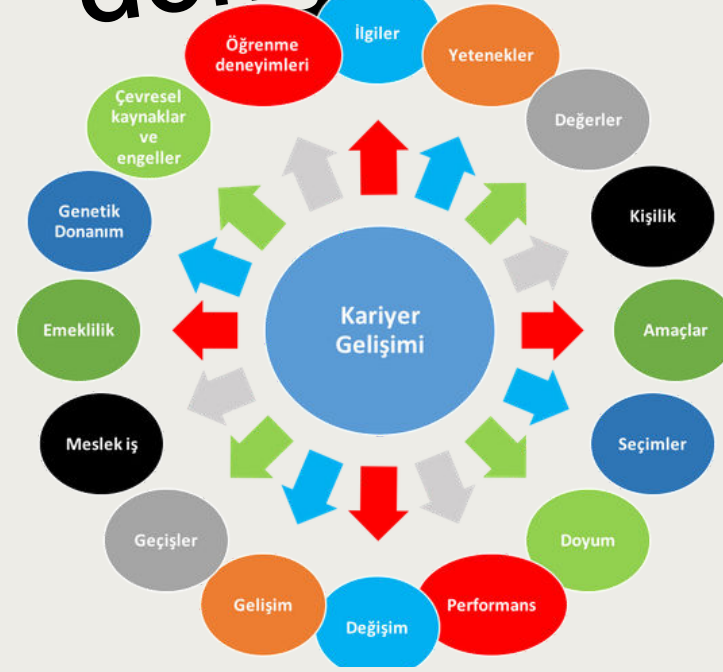 İlgiler
Yetenekler
Değerler
Kişilik
Amaçlar
Seçimler
Doyum
Performans
Değişim
Gelişim
Geçişler
Meslek iş
Emeklilik
Genetik
Donanım
Çevresel
kaynaklar
ve
engeller
Öğrenme
deneyimleri
Kariyer
Gelişimi